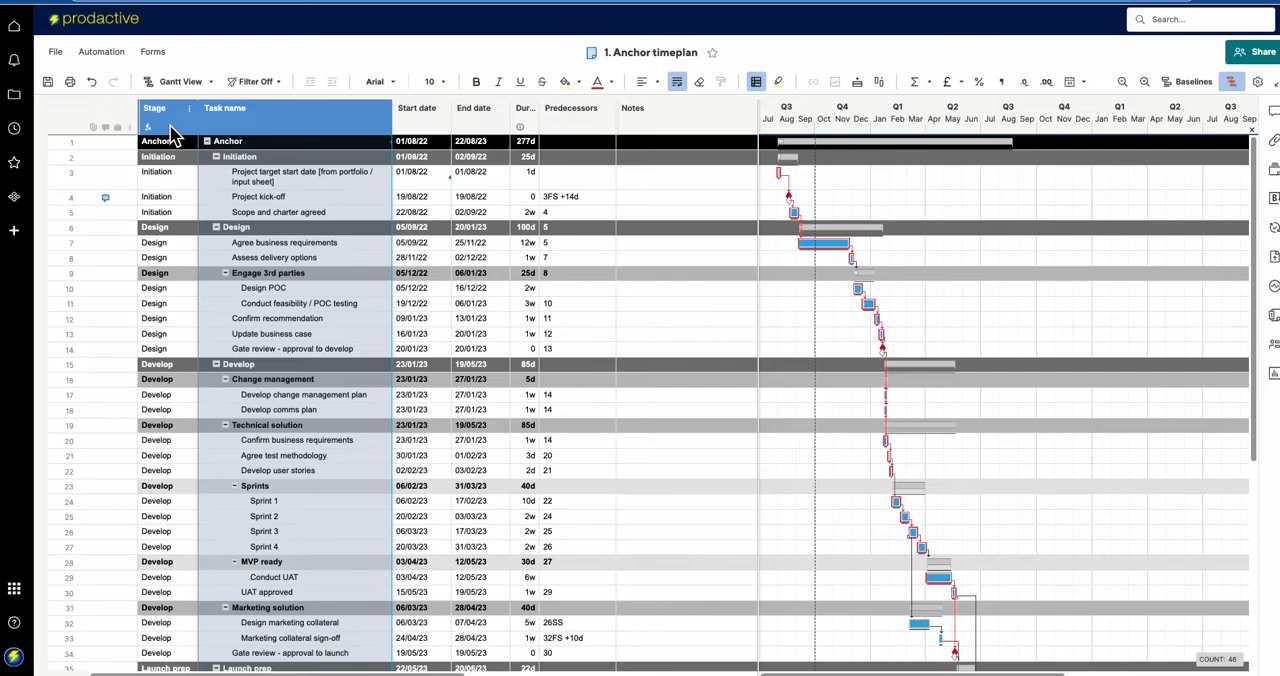 prodactive
Search...
File Automation Forms
1. Anchor timeplan
Share
Gantt View Filter Off Arial 10 B I U S A Σ £ % , .0 .00 Baselines
Stage Task name Start date End date Dur... Predecessors Notes
fx
Q3 Q4 Q1 Q2 Q3 Q4 Q1 Q2 Q3
Jul Aug Sep Oct Nov Dec Jan Feb Mar Apr May Jun Jul Aug Sep Oct Nov Dec Jan Feb Mar Apr May Jun Jul Aug Sep
1 Anchor Anchor 01/08/22 22/08/23 277d
2 Initiation Initiation 01/08/22 02/09/22 25d
3 Initiation Project target start date [from portfolio / 01/08/22 01/08/22 1d
input sheet]
4 Initiation Project kick-off 19/08/22 19/08/22 0 3FS +14d
5 Initiation Scope and charter agreed 22/08/22 02/09/22 2w 4
6 Design Design 05/09/22 20/01/23 100d 5
7 Design Agree business requirements 05/09/22 25/11/22 12w 5
8 Design Assess delivery options 28/11/22 02/12/22 1w 7
9 Design Engage 3rd parties 05/12/22 06/01/23 25d 8
10 Design Design POC 05/12/22 16/12/22 2w
11 Design Conduct feasibility / POC testing 19/12/22 06/01/23 3w 10
12 Design Confirm recommendation 09/01/23 13/01/23 1w 11
13 Design Update business case 16/01/23 20/01/23 1w 12
14 Design Gate review - approval to develop 20/01/23 20/01/23 0 13
15 Develop Develop 23/01/23 19/05/23 85d
16 Develop Change management 23/01/23 27/01/23 5d
17 Develop Develop change management plan 23/01/23 27/01/23 1w 14
18 Develop Develop comms plan 23/01/23 27/01/23 1w 14
19 Develop Technical solution 23/01/23 19/05/23 85d
20 Develop Confirm business requirements 23/01/23 27/01/23 1w 14
21 Develop Agree test methodology 30/01/23 01/02/23 3d 20
22 Develop Develop user stories 02/02/23 03/02/23 2d 21
23 Develop Sprints 06/02/23 31/03/23 40d
24 Develop Sprint 1 06/02/23 17/02/23 10d 22
25 Develop Sprint 2 20/02/23 03/03/23 2w 24
26 Develop Sprint 3 06/03/23 17/03/23 2w 25
27 Develop Sprint 4 20/03/23 31/03/23 2w 26
28 Develop MVP ready 03/04/23 12/05/23 30d 27
29 Develop Conduct UAT 03/04/23 12/05/23 6w
30 Develop UAT approved 15/05/23 19/05/23 1w 29
31 Develop Marketing solution 06/03/23 28/04/23 40d
32 Develop Design marketing collateral 06/03/23 07/04/23 5w 26SS
33 Develop Marketing collateral sign-off 24/04/23 28/04/23 1w 32FS +10d
34 Develop Gate review - approval to launch 19/05/23 19/05/23 0 30
35 Launch prep Launch prep 22/05/23 20/06/23 22d
COUNT: 46